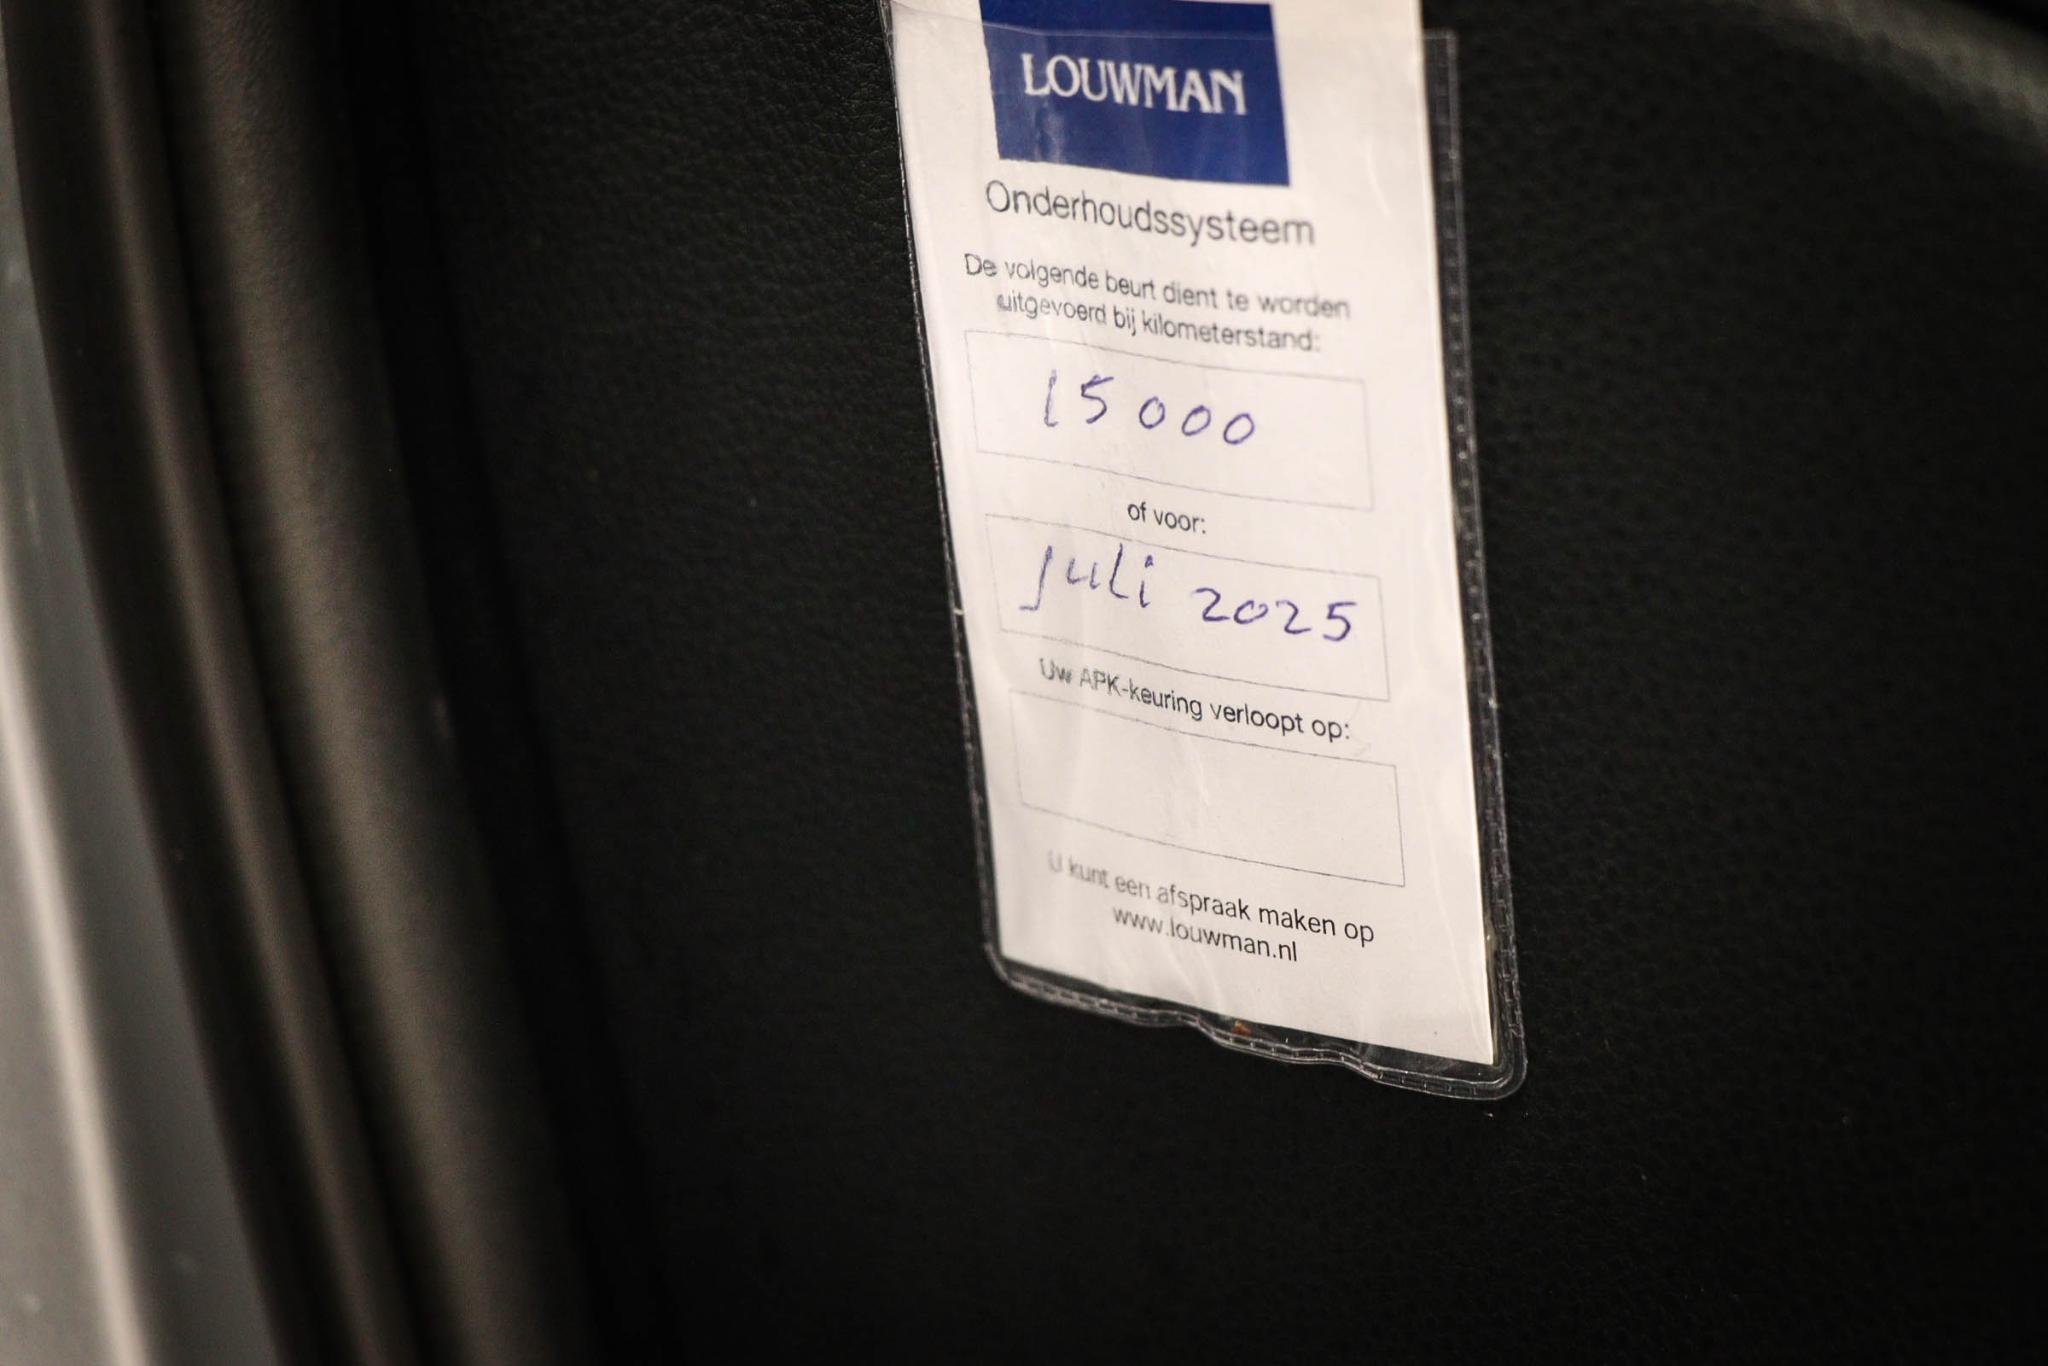 LOUWMAN
Onderhoudssysteem
De volgende beurt dient te worden
uitgevoerd bij kilometerstand:
15000
of voor:
juli 2025
Uw APK-keuring verloopt op:
U kunt een afspraak maken op
www.louwman.nl